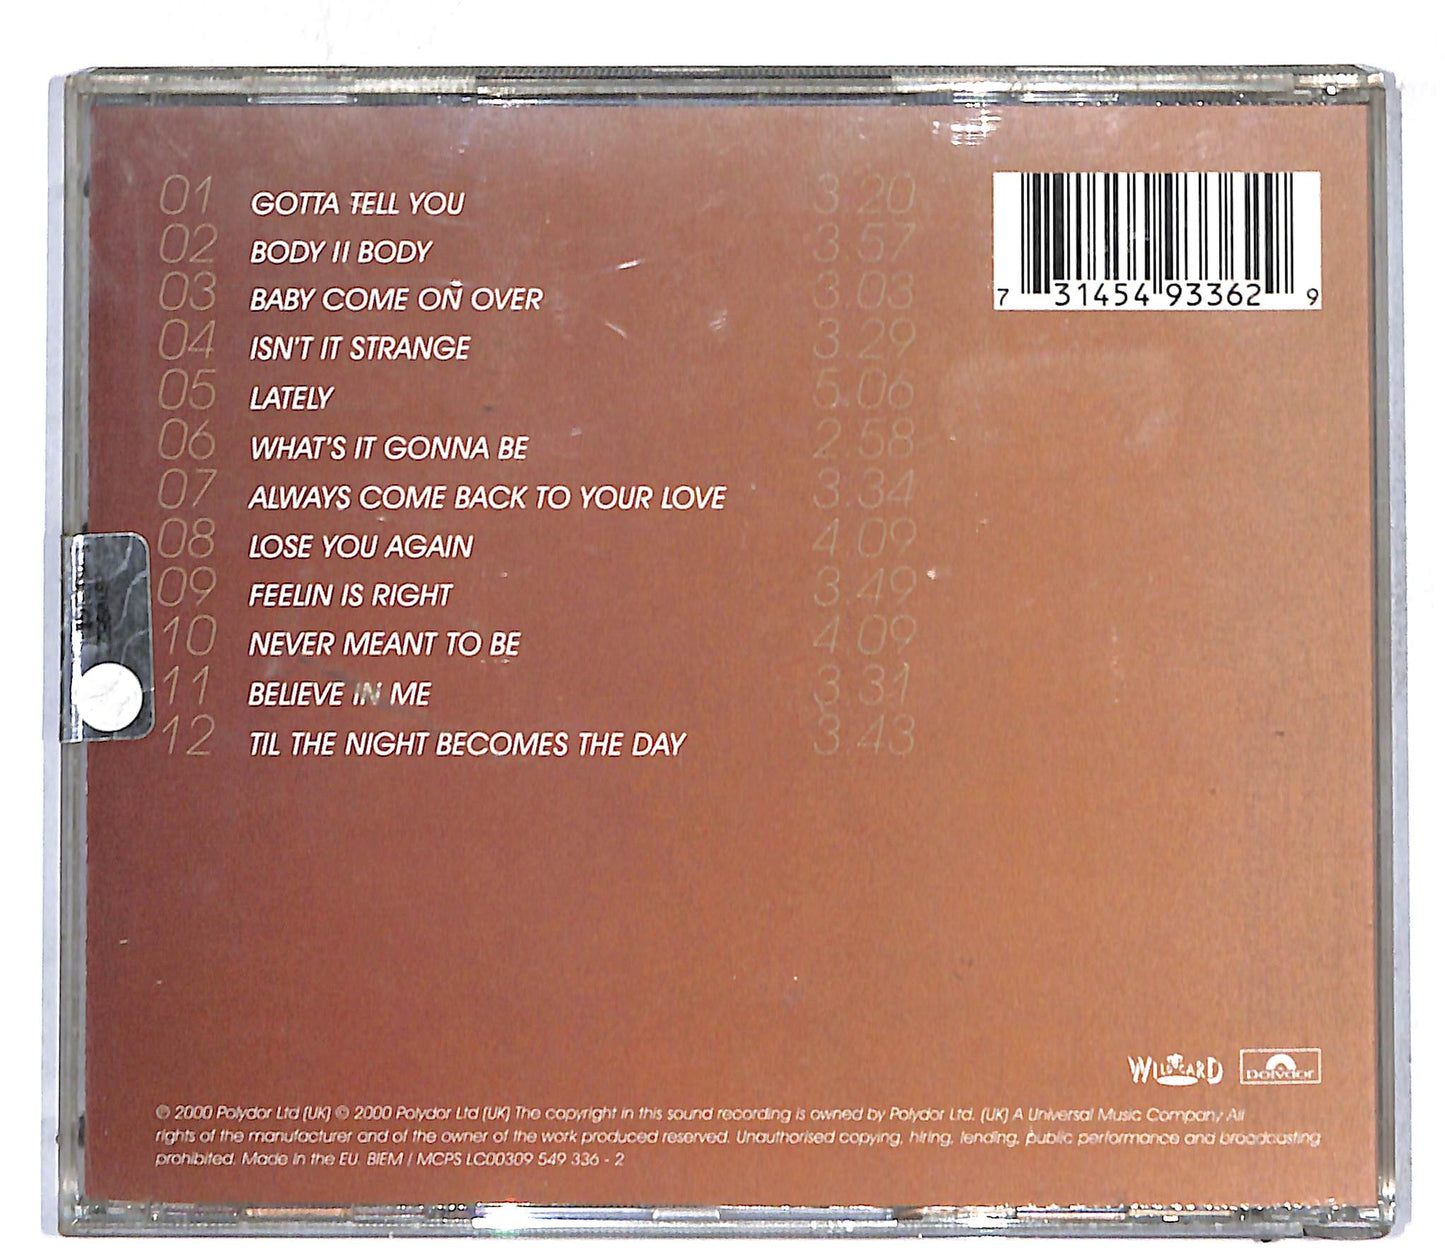 01 GOTTA TELL YOU 3.20
02 BODY II BODY 3.57
03 BABY COME ON OVER 3.03
04 ISN'T IT STRANGE 3.29
05 LATELY 5.06
06 WHAT'S IT GONNA BE 2.58
07 ALWAYS COME BACK TO YOUR LOVE 3.34
08 LOSE YOU AGAIN 4.09
09 FEELIN IS RIGHT 3.49
10 NEVER MEANT TO BE 4.09
11 BELIEVE IN ME 3.31
12 TIL THE NIGHT BECOMES THE DAY 3.43
7 31454 93362 9
WILDCARD Polydor
℗ 2000 Polydor Ltd (UK) © 2000 Polydor Ltd (UK) The copyright in this sound recording is owned by Polydor Ltd. (UK) A Universal Music Company All
rights of the manufacturer and of the owner of the work produced reserved. Unauthorised copying, hiring, lending, public performance and broadcasting
prohibited. Made in the EU. BIEM / MCPS LC00309 549 336 - 2